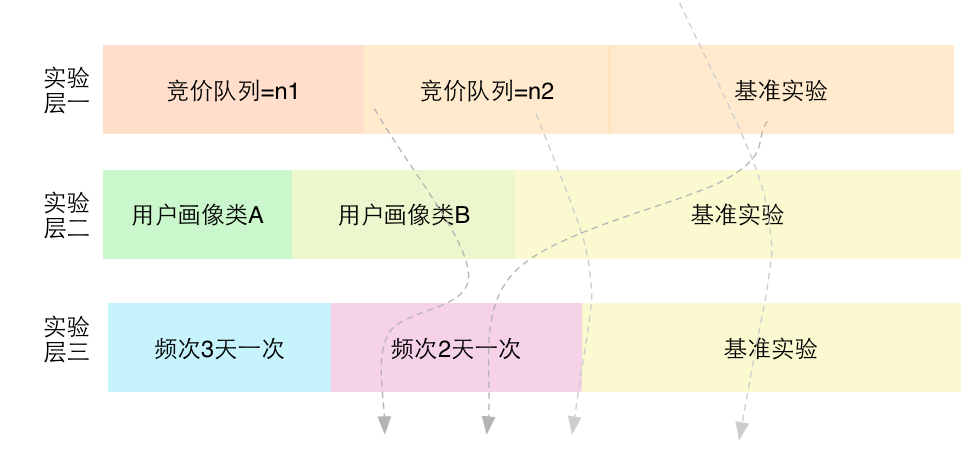 实验
层一
竞价队列=n1
竞价队列=n2
基准实验
实验
层二
用户画像类A
用户画像类B
基准实验
实验
层三
频次3天一次
频次2天一次
基准实验